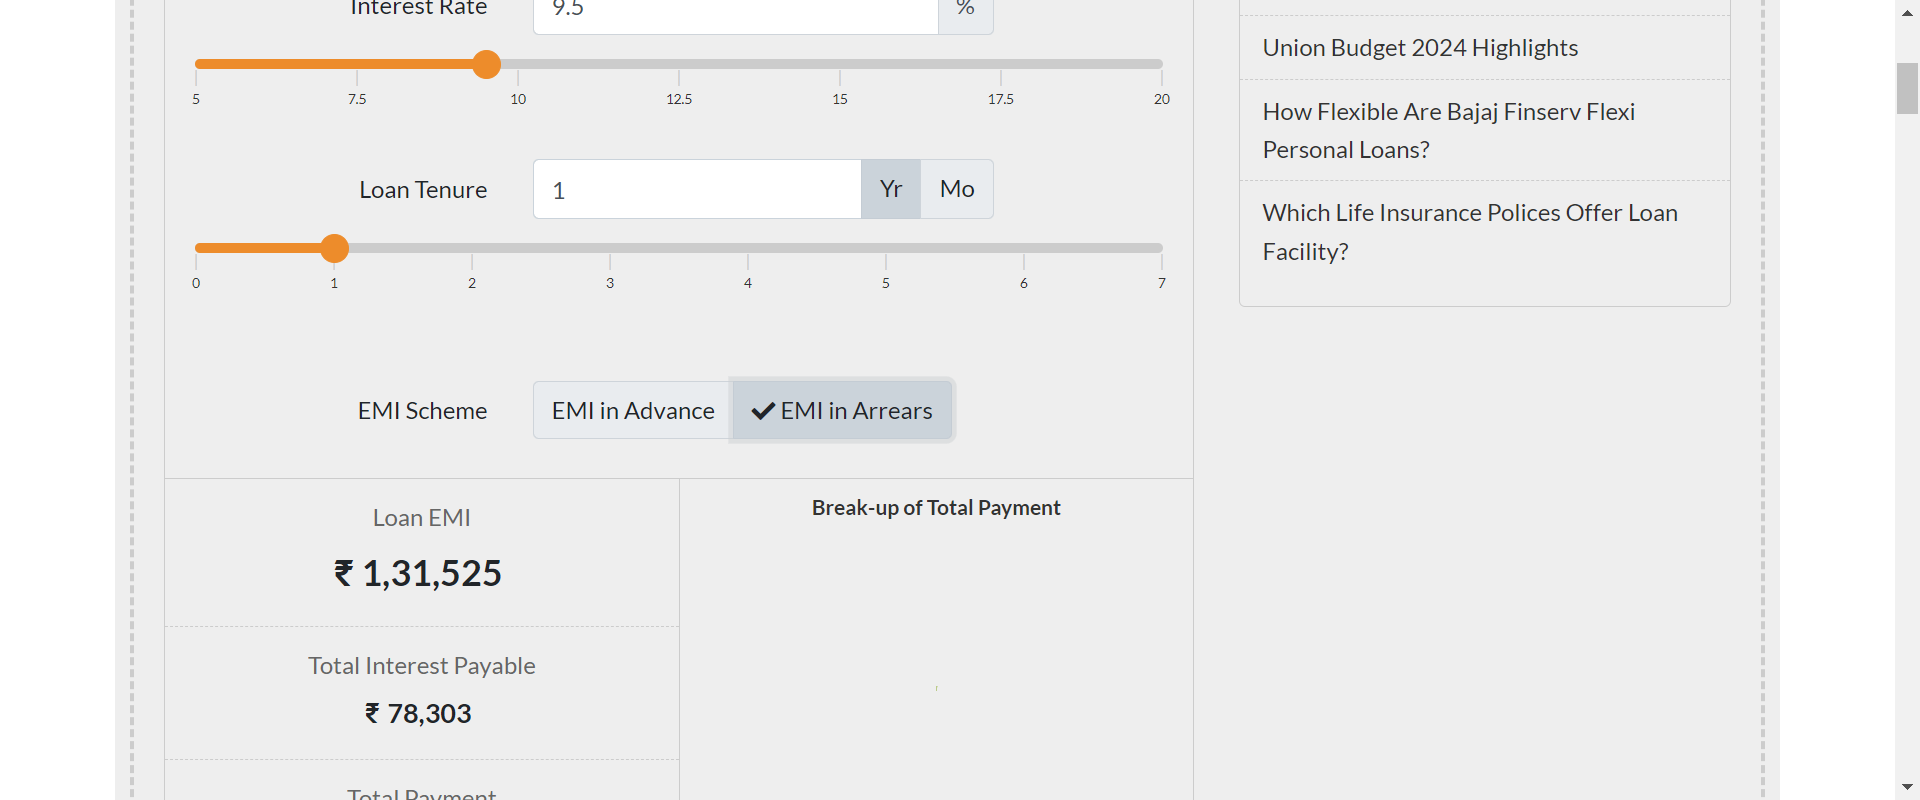 Interest Rate
9.5
%
5
7.5
10
12.5
15
17.5
20
Loan Tenure
1
Yr
Mo
0
1
2
3
4
5
6
7
EMI Scheme
EMI in Advance
EMI in Arrears
Loan EMI
₹ 1,31,525
Total Interest Payable
₹ 78,303
Total Payment
Break-up of Total Payment
Union Budget 2024 Highlights
How Flexible Are Bajaj Finserv Flexi
Personal Loans?
Which Life Insurance Polices Offer Loan
Facility?